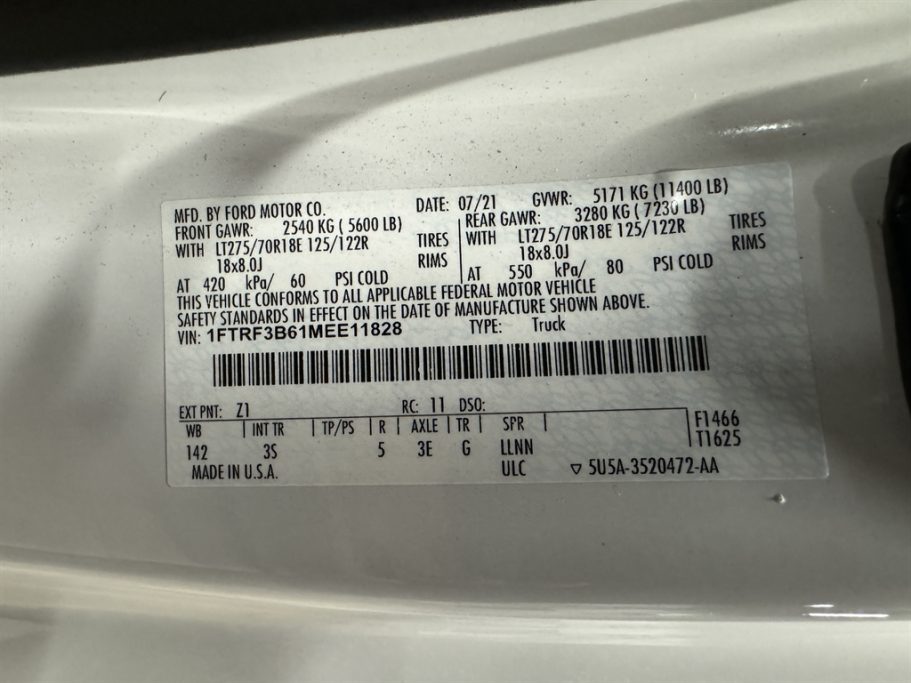 MFD. BY FORD MOTOR CO. DATE: 07/21 GVWR: 5171 KG (11400 LB)
FRONT GAWR: 2540 KG ( 5600 LB) REAR GAWR: 3280 KG ( 7230 LB)
WITH LT275/70R18E 125/122R TIRES WITH LT275/70R18E 125/122R TIRES
18x8.0J RIMS 18x8.0J RIMS
AT 420 kPa/ 60 PSI COLD AT 550 kPa/ 80 PSI COLD
THIS VEHICLE CONFORMS TO ALL APPLICABLE FEDERAL MOTOR VEHICLE
SAFETY STANDARDS IN EFFECT ON THE DATE OF MANUFACTURE SHOWN ABOVE.
VIN: 1FTRF3B61MEE11828 TYPE: Truck
EXT PNT: Z1 RC: 11 DSO:
WB INT TR TP/PS R AXLE TR SPR F1466
142 3S 5 3E G LLNN T1625
MADE IN U.S.A. ULC ▽ 5U5A-3520472-AA